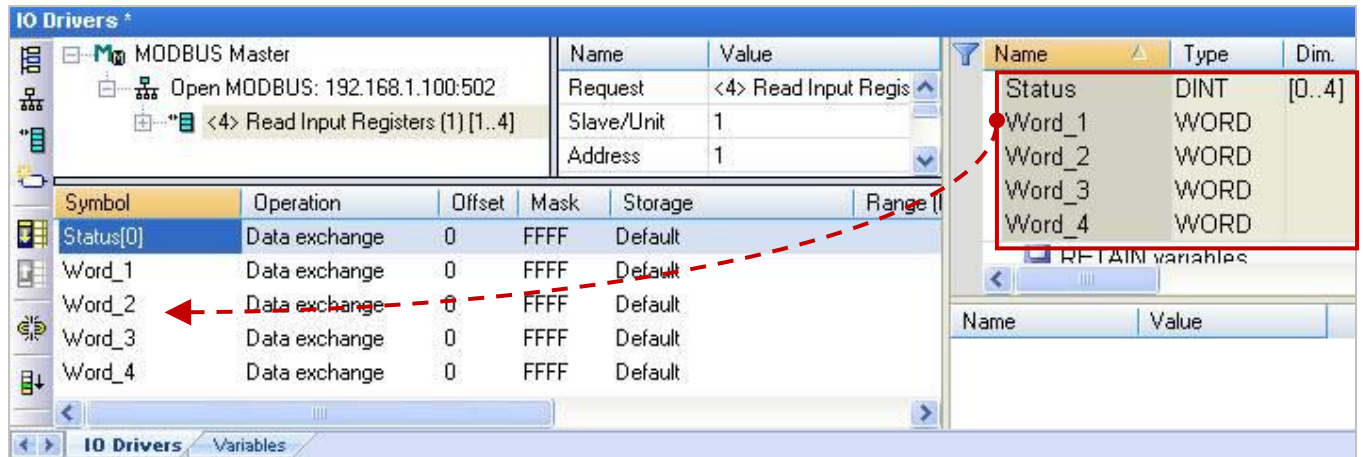 IO Drivers *
MODBUS Master
Open MODBUS: 192.168.1.100:502
<4> Read Input Registers (1) [1..4]
Name Value
Request <4> Read Input Regis
Slave/Unit 1
Address 1
Name Type Dim.
Status DINT [0..4]
Word_1 WORD
Word_2 WORD
Word_3 WORD
Word_4 WORD
RETAIN variables
Name Value
Symbol Operation Offset Mask Storage Range (
Status[0] Data exchange 0 FFFF Default
Word_1 Data exchange 0 FFFF Default
Word_2 Data exchange 0 FFFF Default
Word_3 Data exchange 0 FFFF Default
Word_4 Data exchange 0 FFFF Default
IO Drivers Variables